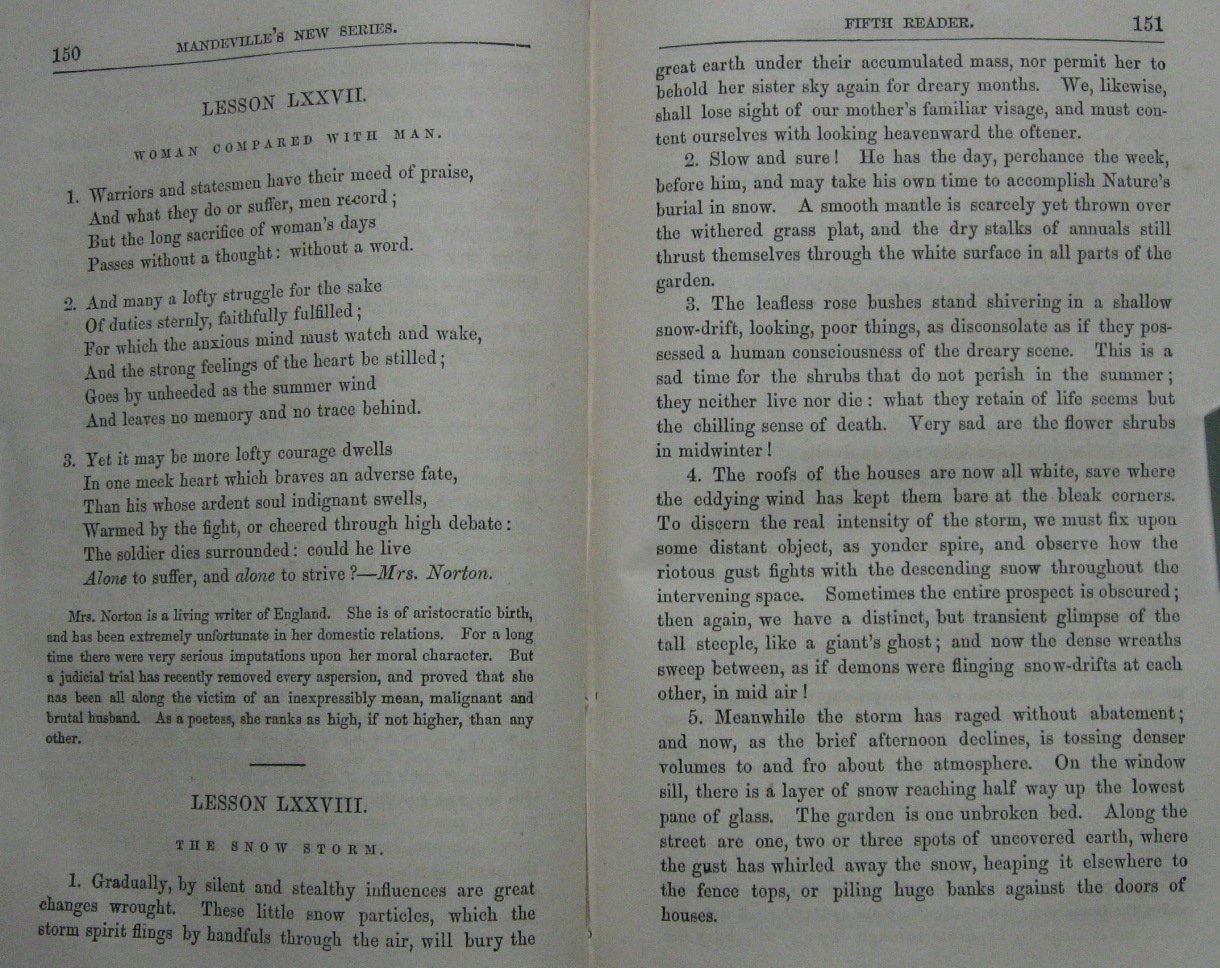 150
MANDEVILLE'S NEW SERIES.
LESSON LXXVII.
WOMAN COMPARED WITH MAN.
1. Warriors and statesmen have their meed of praise,
And what they do or suffer, men record;
But the long sacrifice of woman's days
Passes without a thought: without a word.
2. And many a lofty struggle for the sake
Of duties sternly, faithfully fulfilled;
For which the anxious mind must watch and wake,
And the strong feelings of the heart be stilled;
Goes by unheeded as the summer wind
And leaves no memory and no trace behind.
3. Yet it may be more lofty courage dwells
In one meek heart which braves an adverse fate,
Than his whose ardent soul indignant swells,
Warmed by the fight, or cheered through high debate:
The soldier dies surrounded: could he live
Alone to suffer, and alone to strive?—Mrs. Norton.
Mrs. Norton is a living writer of England. She is of aristocratic birth,
and has been extremely unfortunate in her domestic relations. For a long
time there were very serious imputations upon her moral character. But
a judicial trial has recently removed every aspersion, and proved that she
has been all along the victim of an inexpressibly mean, malignant and
brutal husband. As a poetess, she ranks as high, if not higher, than any
other.
LESSON LXXVIII.
THE SNOW STORM.
1. Gradually, by silent and stealthy influences are great
changes wrought. These little snow particles, which the
storm spirit flings by handfuls through the air, will bury the
FIFTH READER.
151
great earth under their accumulated mass, nor permit her to
behold her sister sky again for dreary months. We, likewise,
shall lose sight of our mother's familiar visage, and must con-
tent ourselves with looking heavenward the oftener.
2. Slow and sure! He has the day, perchance the week,
before him, and may take his own time to accomplish Nature's
burial in snow. A smooth mantle is scarcely yet thrown over
the withered grass plat, and the dry stalks of annuals still
thrust themselves through the white surface in all parts of the
garden.
3. The leafless rose bushes stand shivering in a shallow
snow-drift, looking, poor things, as disconsolate as if they pos-
sessed a human consciousness of the dreary scene. This is a
sad time for the shrubs that do not perish in the summer;
they neither live nor die: what they retain of life seems but
the chilling sense of death. Very sad are the flower shrubs
in midwinter!
4. The roofs of the houses are now all white, save where
the eddying wind has kept them bare at the bleak corners.
To discern the real intensity of the storm, we must fix upon
some distant object, as yonder spire, and observe how the
riotous gust fights with the descending snow throughout the
intervening space. Sometimes the entire prospect is obscured;
then again, we have a distinct, but transient glimpse of the
tall steeple, like a giant's ghost; and now the dense wreaths
sweep between, as if demons were flinging snow-drifts at each
other, in mid air!
5. Meanwhile the storm has raged without abatement;
and now, as the brief afternoon declines, is tossing denser
volumes to and fro about the atmosphere. On the window
sill, there is a layer of snow reaching half way up the lowest
pane of glass. The garden is one unbroken bed. Along the
street are one, two or three spots of uncovered earth, where
the gust has whirled away the snow, heaping it elsewhere to
the fence tops, or piling huge banks against the doors of
houses.